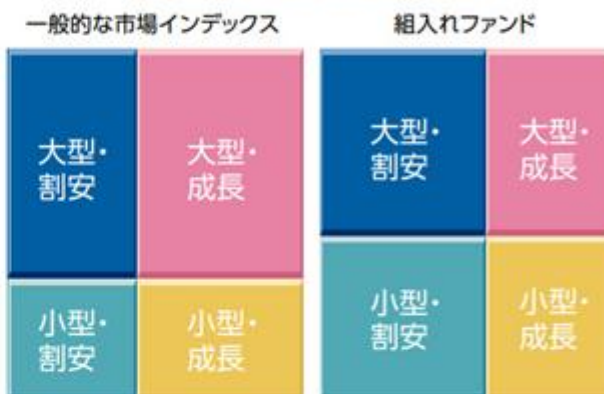 一般的な市場インデックス
大型・
割安
大型・
成長
小型・
割安
小型・
成長
組入れファンド
大型・
割安
大型・
成長
小型・
割安
小型・
成長